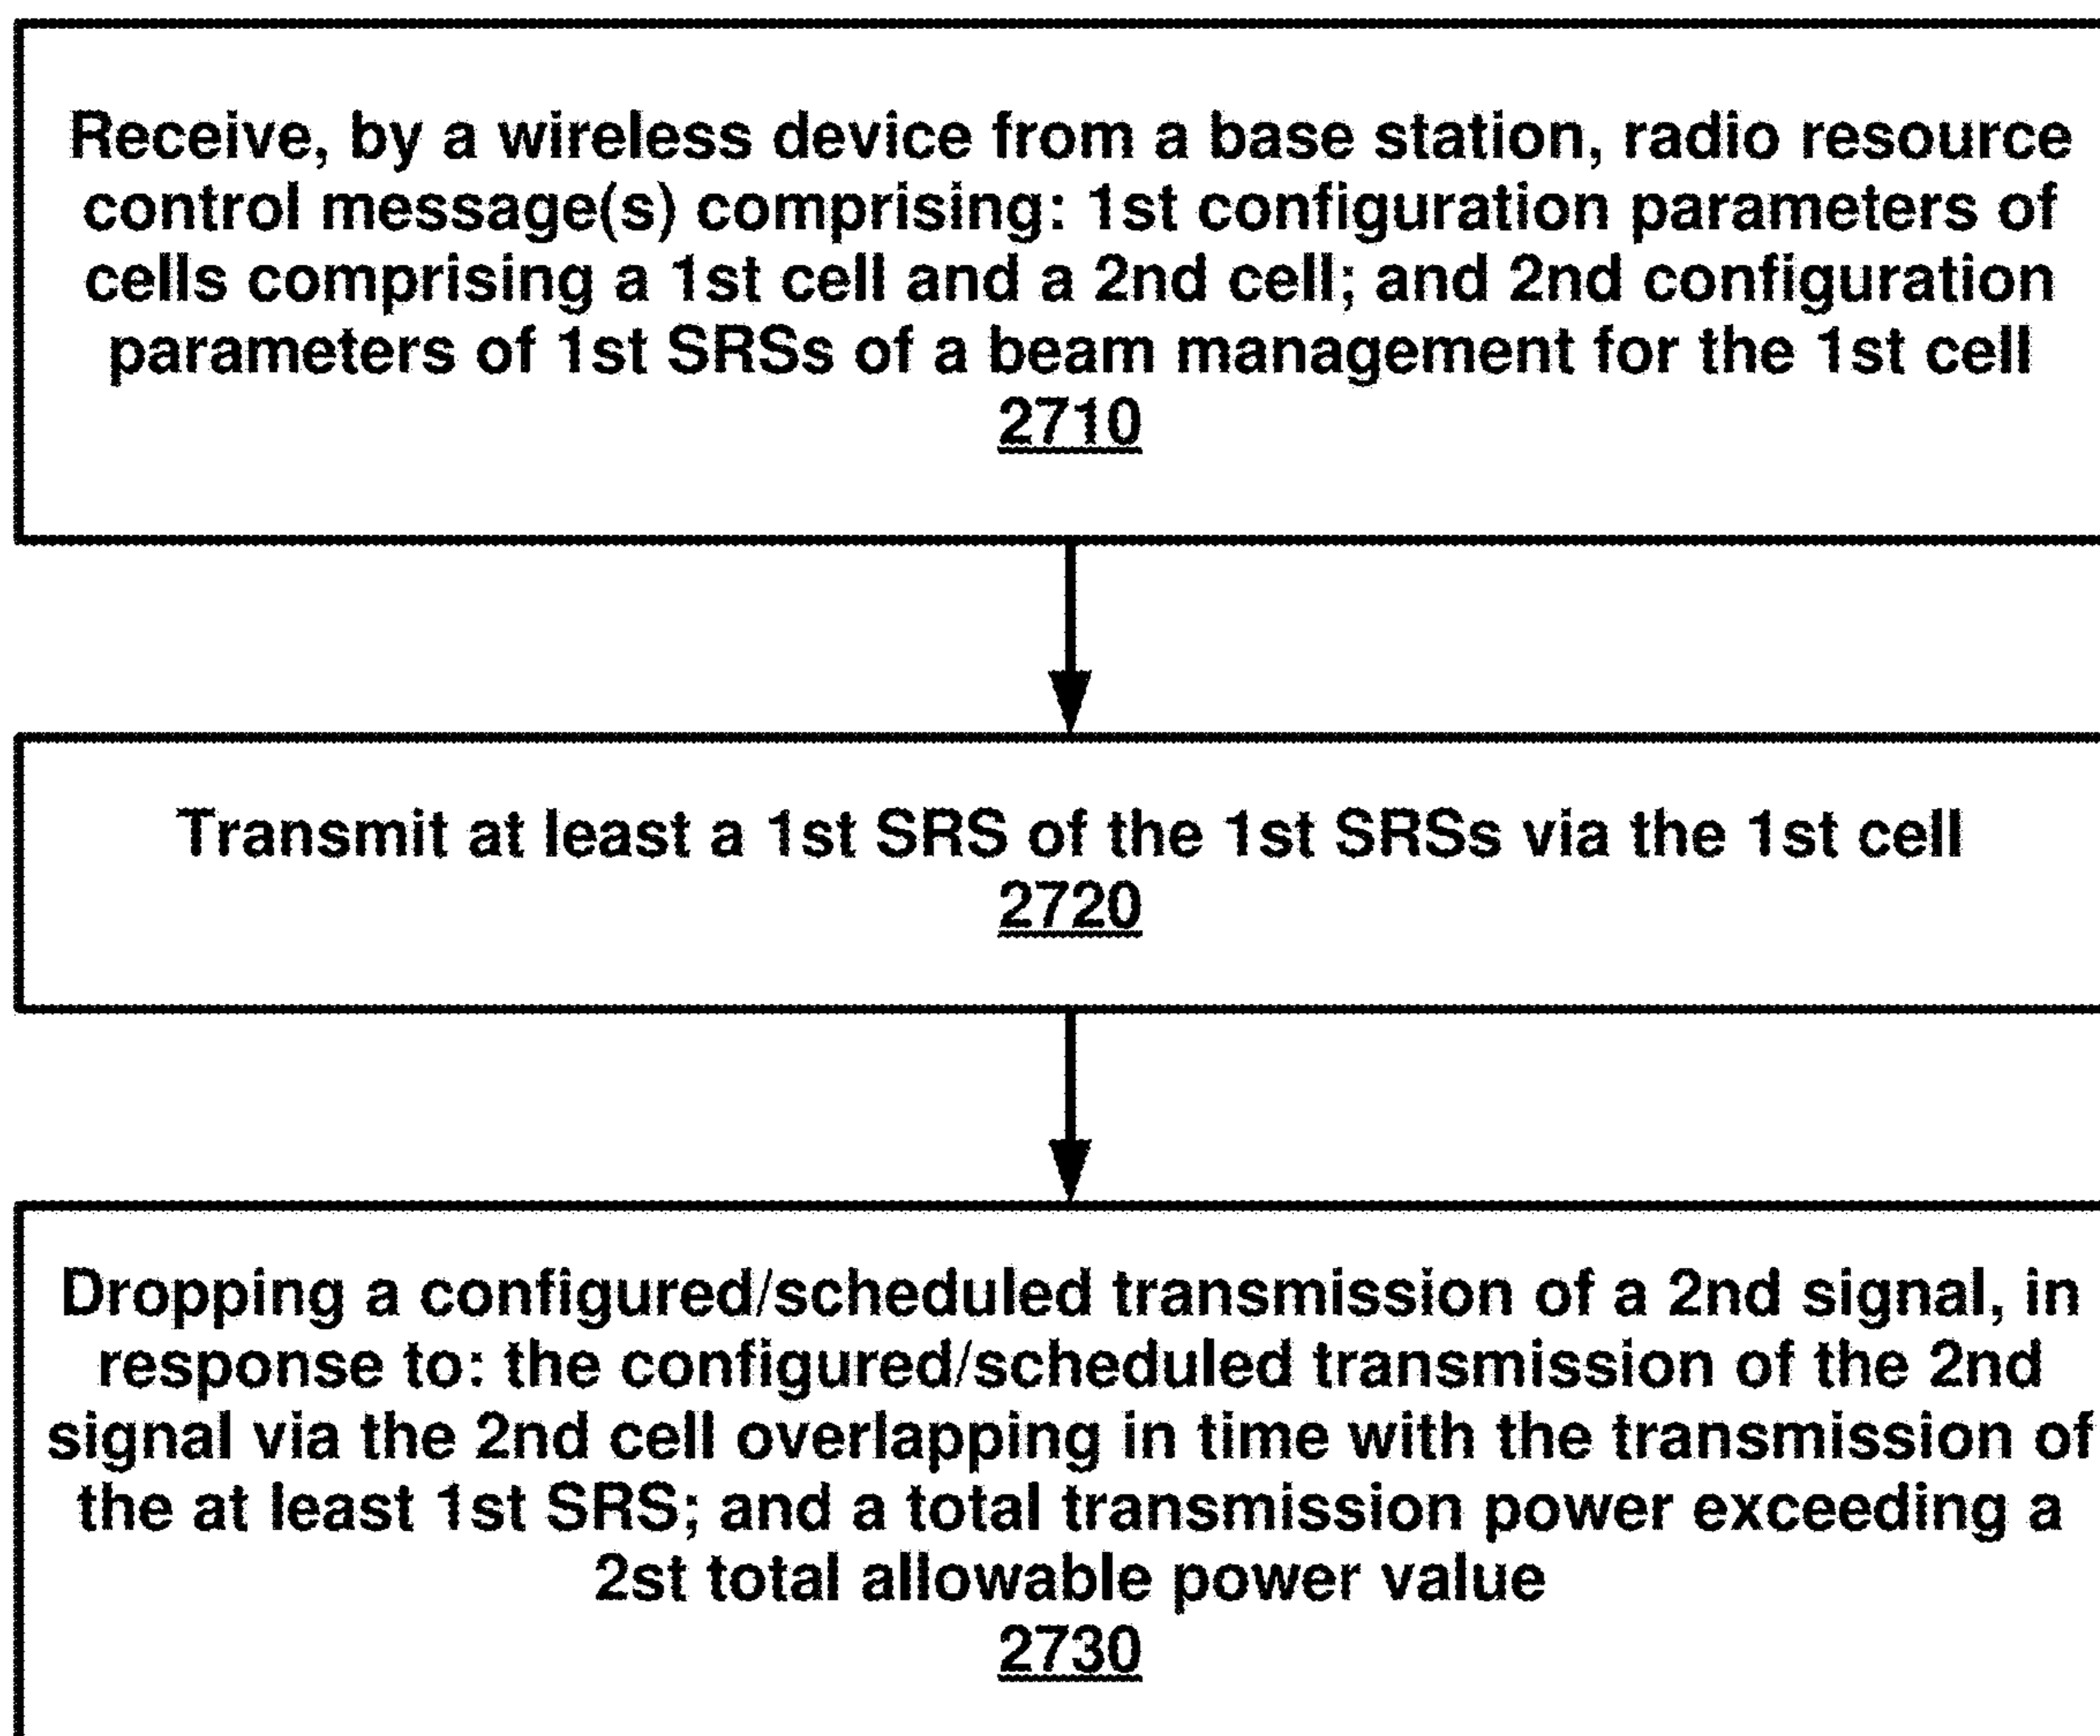 Receive, by a wireless device from a base station, radio resource
control message(s) comprising: 1st configuration parameters of
cells comprising a 1st cell and a 2nd cell; and 2nd configuration
parameters of 1st SRSs of a beam management for the 1st cell
2710
Transmit at least a 1st SRS of the 1st SRSs via the 1st cell
2720
Dropping a configured/scheduled transmission of a 2nd signal, in
response to: the configured/scheduled transmission of the 2nd
signal via the 2nd cell overlapping in time with the transmission of
the at least 1st SRS; and a total transmission power exceeding a
2st total allowable power value
2730